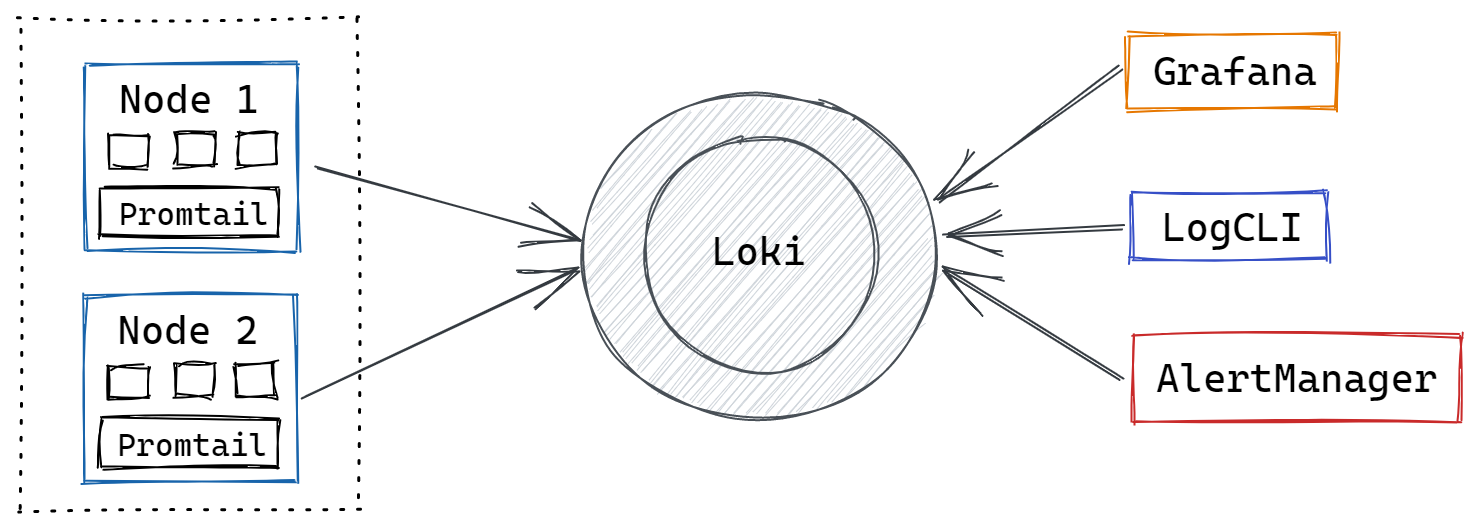 Node 1
Promtail
Node 2
Promtail
Loki
Grafana
LogCLI
AlertManager